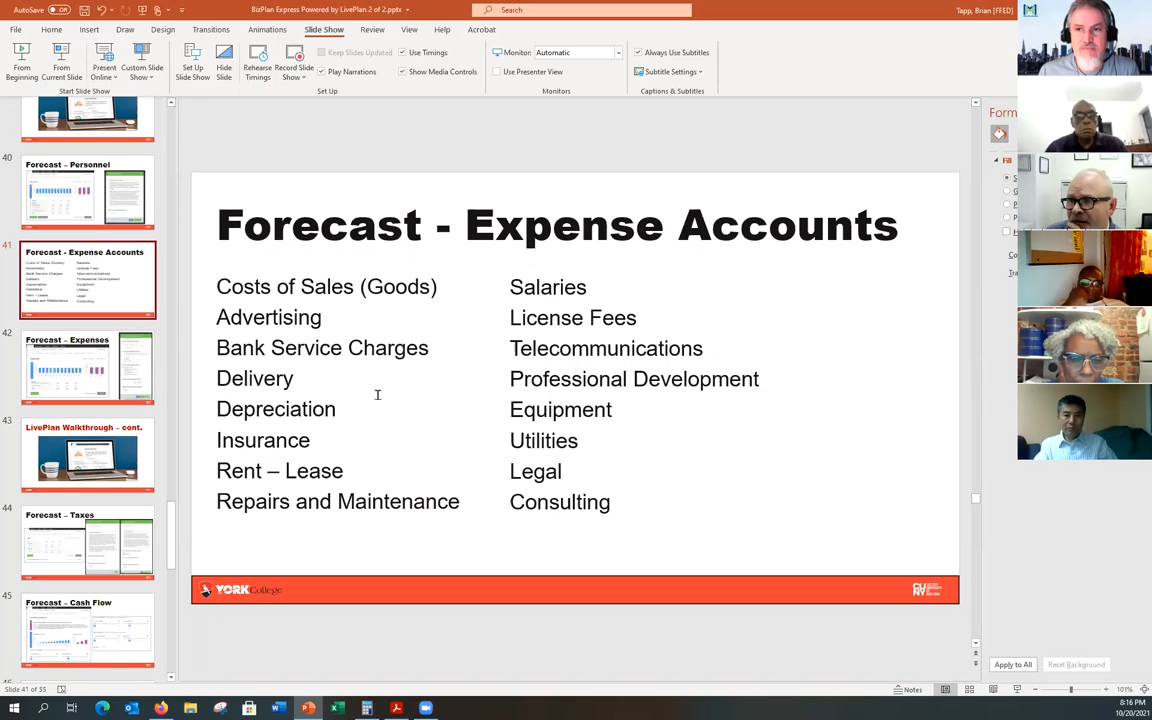 AutoSave Off
BizPlan Express Powered by LivePlan 2 of 2.pptx
Search
Tapp, Brian [FFED]
File Home Insert Draw Design Transitions Animations Slide Show Review View Help Acrobat
From Beginning
From Current Slide
Present Online
Custom Slide Show
Set Up Slide Show
Hide Slide
Rehearse Timings
Record Slide Show
Keep Slides Updated
Play Narrations
Use Timings
Show Media Controls
Monitor: Automatic
Use Presenter View
Always Use Subtitles
Subtitle Settings
Start Slide Show
Set Up
Monitors
Captions & Subtitles
40
Forecast – Personnel
41
Forecast - Expense Accounts
42
Forecast – Expenses
43
LivePlan Walkthrough – cont.
44
Forecast – Taxes
45
Forecast – Cash Flow
Forecast - Expense Accounts
Costs of Sales (Goods)
Advertising
Bank Service Charges
Delivery
Depreciation
Insurance
Rent – Lease
Repairs and Maintenance
Salaries
License Fees
Telecommunications
Professional Development
Equipment
Utilities
Legal
Consulting
YORK College
CUNY
Form
Fill
Apply to All
Reset Background
Slide 41 of 55
Notes
101%
8:16 PM
10/20/2021